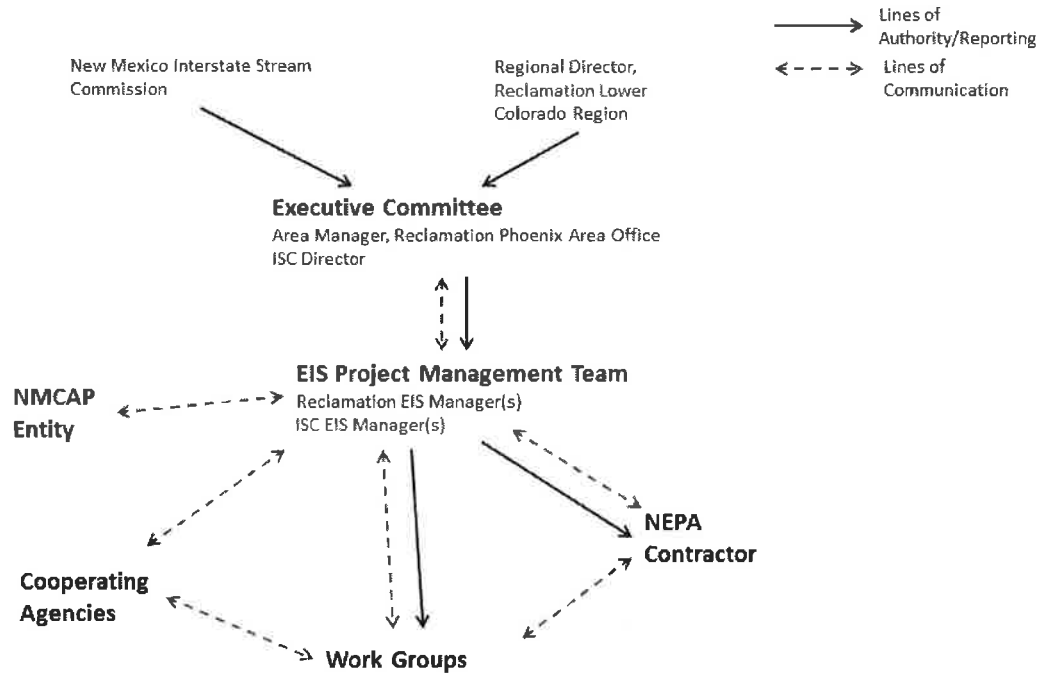 Lines of
Authority/Reporting
Lines of
Communication
New Mexico Interstate Stream
Commission
Regional Director,
Reclamation Lower
Colorado Region
Executive Committee
Area Manager, Reclamation Phoenix Area Office
ISC Director
EIS Project Management Team
Reclamation EIS Manager(s)
ISC EIS Manager(s)
NMCAP
Entity
NEPA
Contractor
Cooperating
Agencies
Work Groups